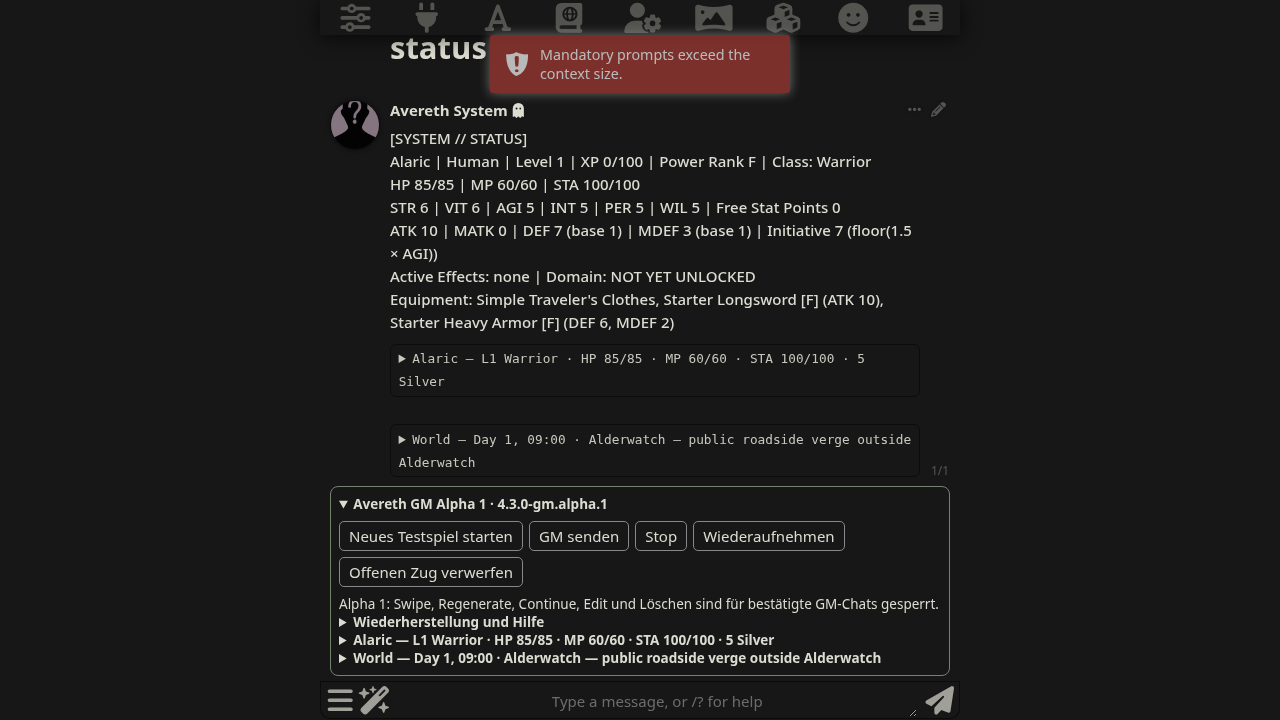 status
Mandatory prompts exceed the
context size.
Avereth System
[SYSTEM // STATUS]
Alaric | Human | Level 1 | XP 0/100 | Power Rank F | Class: Warrior
HP 85/85 | MP 60/60 | STA 100/100
STR 6 | VIT 6 | AGI 5 | INT 5 | PER 5 | WIL 5 | Free Stat Points 0
ATK 10 | MATK 0 | DEF 7 (base 1) | MDEF 3 (base 1) | Initiative 7 (floor(1.5
× AGI))
Active Effects: none | Domain: NOT YET UNLOCKED
Equipment: Simple Traveler's Clothes, Starter Longsword [F] (ATK 10),
Starter Heavy Armor [F] (DEF 6, MDEF 2)
▶ Alaric — L1 Warrior · HP 85/85 · MP 60/60 · STA 100/100 · 5
Silver
▶ World — Day 1, 09:00 · Alderwatch — public roadside verge outside
Alderwatch
1/1
▼ Avereth GM Alpha 1 · 4.3.0-gm.alpha.1
Neues Testspiel starten GM senden Stop Wiederaufnehmen
Offenen Zug verwerfen
Alpha 1: Swipe, Regenerate, Continue, Edit und Löschen sind für bestätigte GM-Chats gesperrt.
▶ Wiederherstellung und Hilfe
▶ Alaric — L1 Warrior · HP 85/85 · MP 60/60 · STA 100/100 · 5 Silver
▶ World — Day 1, 09:00 · Alderwatch — public roadside verge outside Alderwatch
Type a message, or /? for help